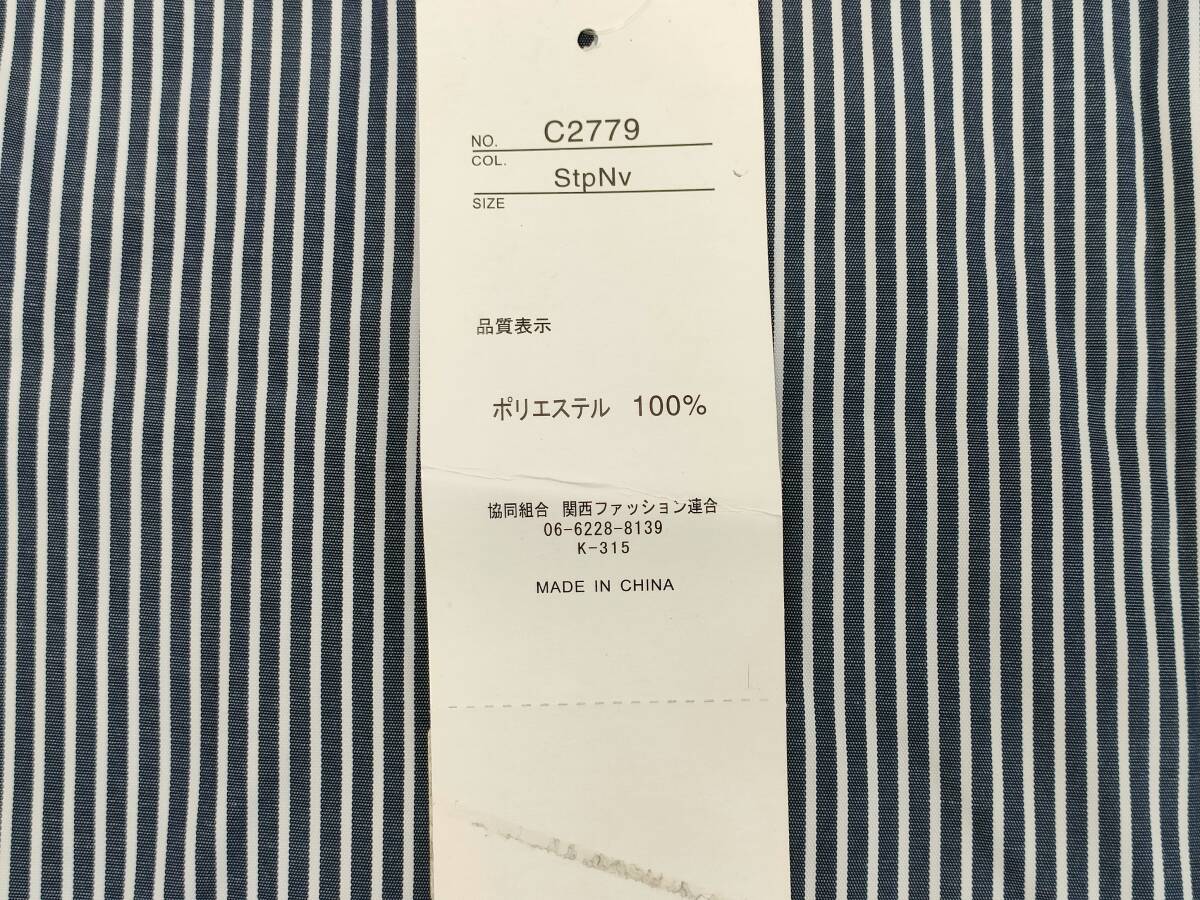 NO. C2779
COL. StpNv
SIZE
品質表示
ポリエステル 100%
協同組合 関西ファッション連合
06-6228-8139
K-315
MADE IN CHINA